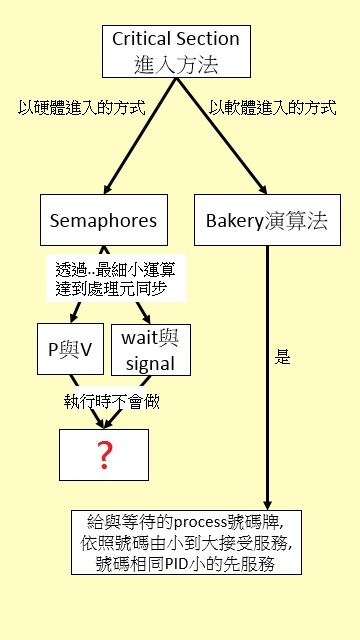 Critical Section
進入方法
以硬體進入的方式
以軟體進入的方式
Semaphores
Bakery演算法
透過..最細小運算
達到處理元同步
P與V
wait與
signal
是
執行時不會做
?
給與等待的process號碼牌,
依照號碼由小到大接受服務,
號碼相同PID小的先服務